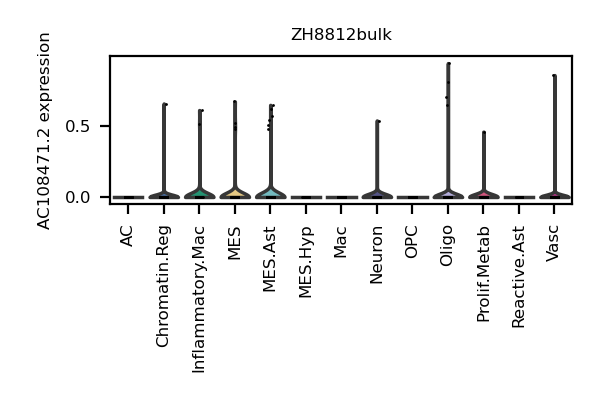 ZH8812bulk
AC108471.2 expression
0.5
0.0
AC
Chromatin.Reg
Inflammatory.Mac
MES
MES.Ast
MES.Hyp
Mac
Neuron
OPC
Oligo
Prolif.Metab
Reactive.Ast
Vasc